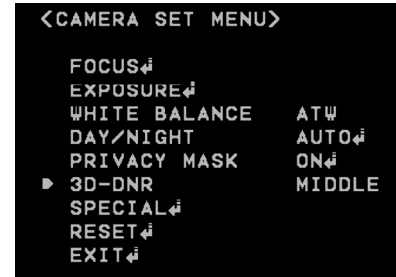 <CAMERA SET MENU>
FOCUS↲
EXPOSURE↲
WHITE BALANCE ATW
DAY/NIGHT AUTO↲
PRIVACY MASK ON↲
3D-DNR MIDDLE
SPECIAL↲
RESET↲
EXIT↲